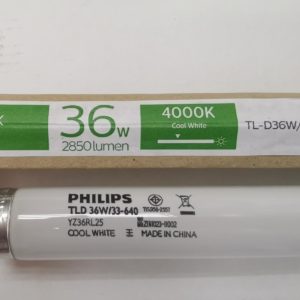 K
36w
2850 lumen
4000K
Cool White
TL-D36W/
PHILIPS
TLD 36W/33-640
YZ36RL25
COOL WHITE
MADE IN CHINA